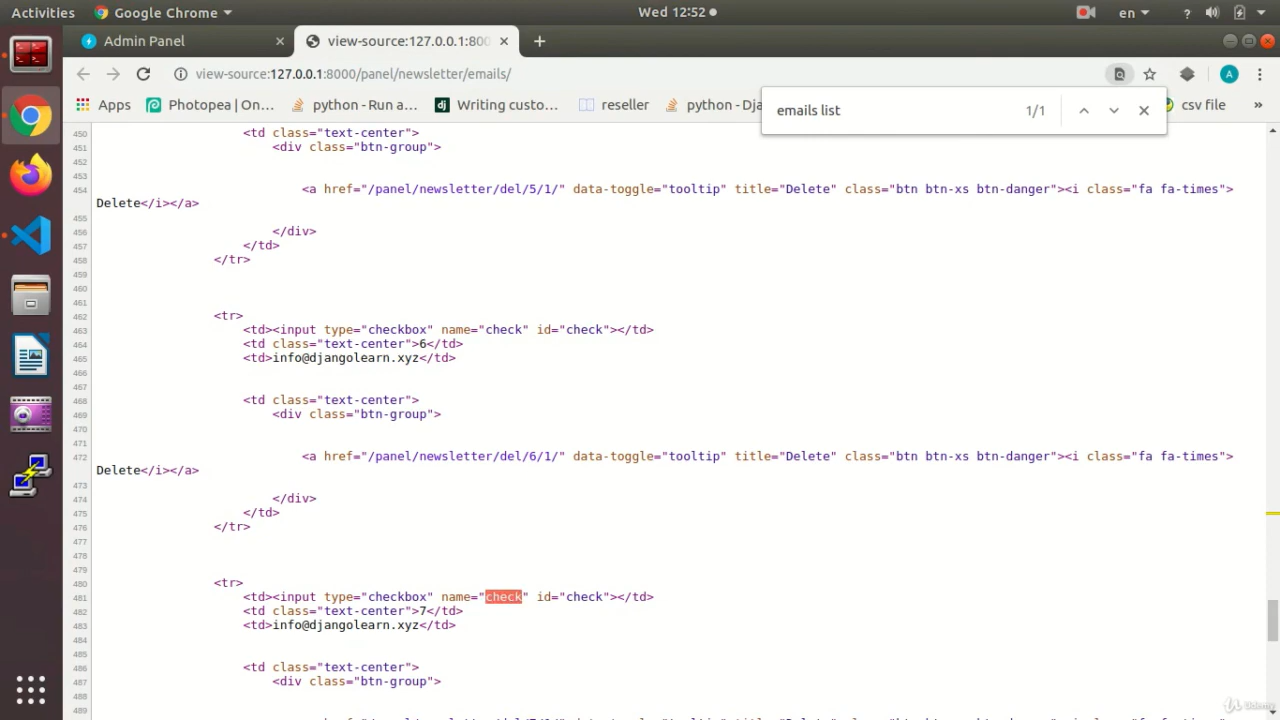 Activities
Google Chrome
Wed 12:52
en
Admin Panel
view-source:127.0.0.1:800
view-source:127.0.0.1:8000/panel/newsletter/emails/
A
Apps
Photopea | On…
python - Run a…
dj
Writing custo…
reseller
python - Dja
csv file
»
emails list
1/1
450 <td class="text-center">
451 <div class="btn-group">
452
453
454 <a href="/panel/newsletter/del/5/1/" data-toggle="tooltip" title="Delete" class="btn btn-xs btn-danger"><i class="fa fa-times">
Delete</i></a>
455
456 </div>
457 </td>
458 </tr>
459
460
461
462 <tr>
463 <td><input type="checkbox" name="check" id="check"></td>
464 <td class="text-center">6</td>
465 <td>info@djangolearn.xyz</td>
466
467
468 <td class="text-center">
469 <div class="btn-group">
470
471
472 <a href="/panel/newsletter/del/6/1/" data-toggle="tooltip" title="Delete" class="btn btn-xs btn-danger"><i class="fa fa-times">
Delete</i></a>
473
474 </div>
475 </td>
476 </tr>
477
478
479
480 <tr>
481 <td><input type="checkbox" name="check" id="check"></td>
482 <td class="text-center">7</td>
483 <td>info@djangolearn.xyz</td>
484
485
486 <td class="text-center">
487 <div class="btn-group">
488
489
Udemy